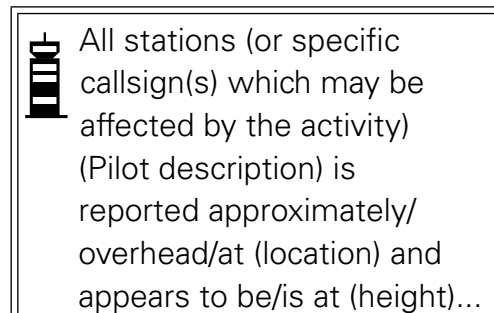 All stations (or specific
callsign(s) which may be
affected by the activity)
(Pilot description) is
reported approximately/
overhead/at (location) and
appears to be/is at (height)...